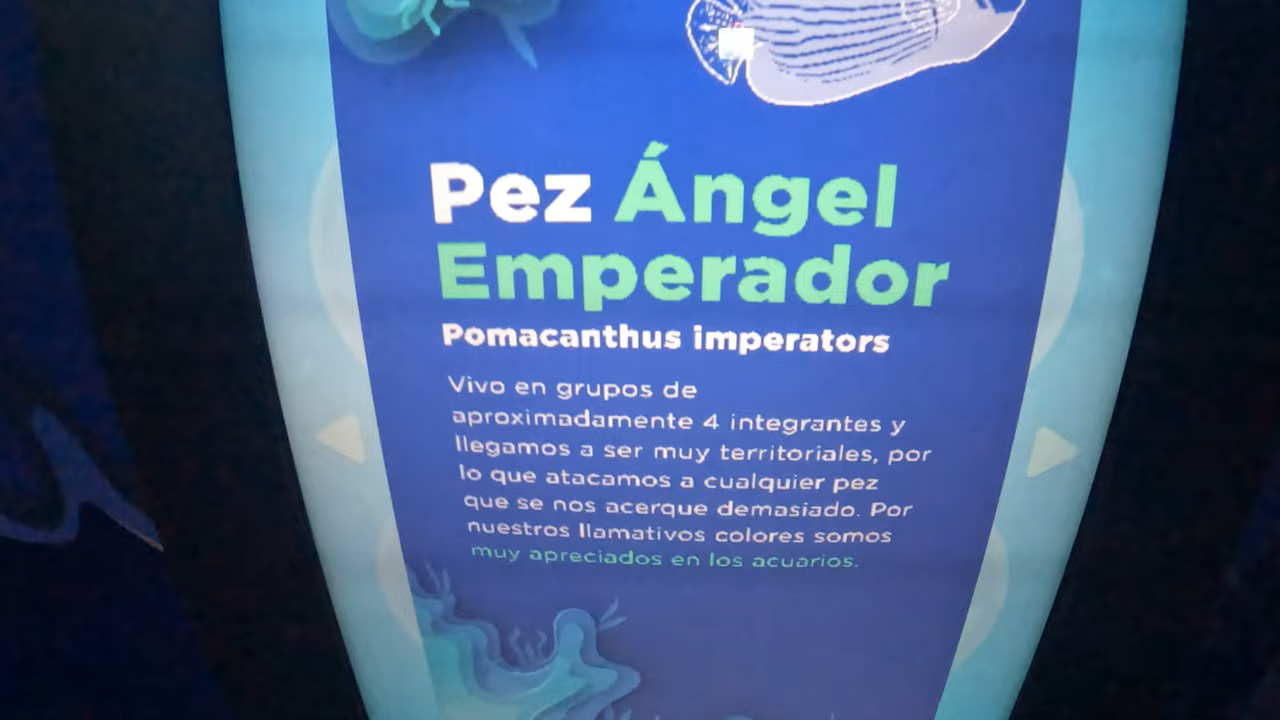 Pez Ángel
Emperador
Pomacanthus imperators
Vivo en grupos de
aproximadamente 4 integrantes y
llegamos a ser muy territoriales, por
lo que atacamos a cualquier pez
que se nos acerque demasiado. Por
nuestros llamativos colores somos
muy apreciados en los acuarios.